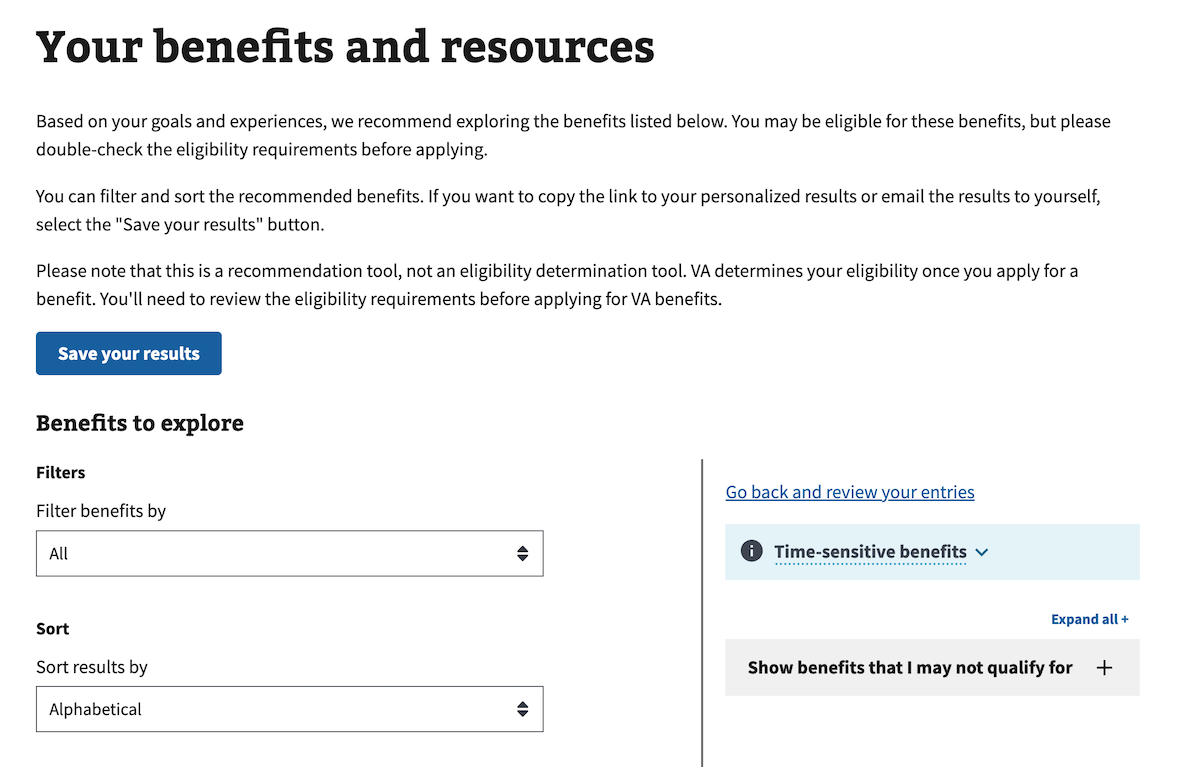 Your benefits and resources
Based on your goals and experiences, we recommend exploring the benefits listed below. You may be eligible for these benefits, but please
double-check the eligibility requirements before applying.
You can filter and sort the recommended benefits. If you want to copy the link to your personalized results or email the results to yourself,
select the "Save your results" button.
Please note that this is a recommendation tool, not an eligibility determination tool. VA determines your eligibility once you apply for a
benefit. You'll need to review the eligibility requirements before applying for VA benefits.
Save your results
Benefits to explore
Filters
Filter benefits by
All
Sort
Sort results by
Alphabetical
Go back and review your entries
Time-sensitive benefits
Expand all +
Show benefits that I may not qualify for